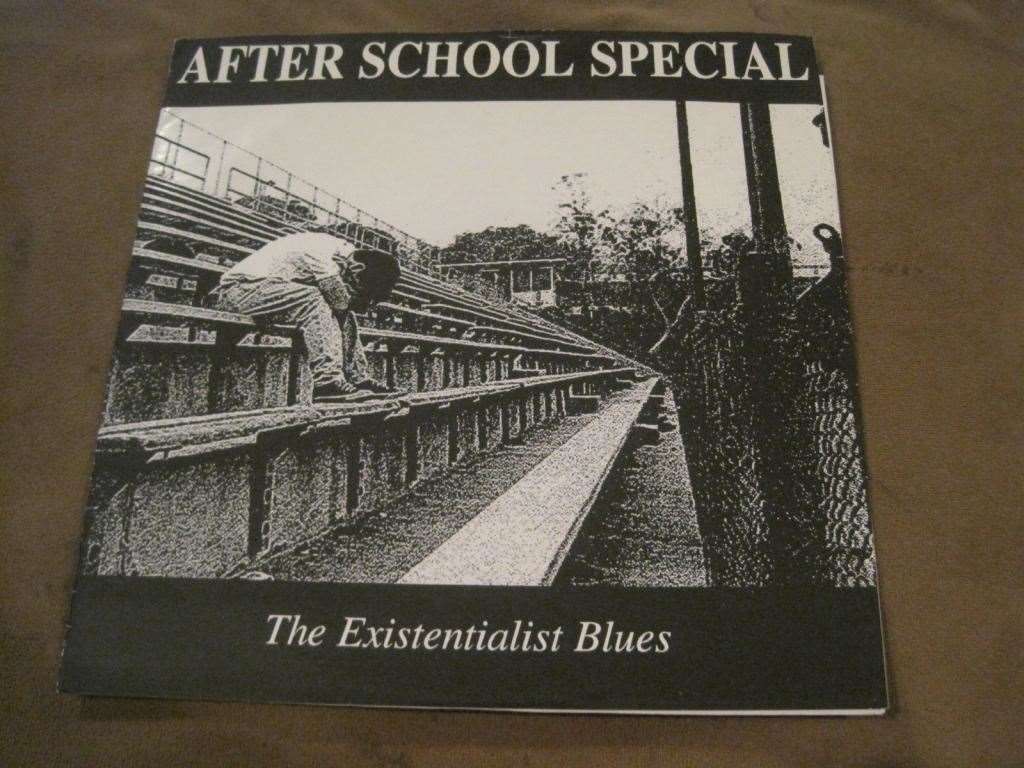 AFTER SCHOOL SPECIAL
The Existentialist Blues